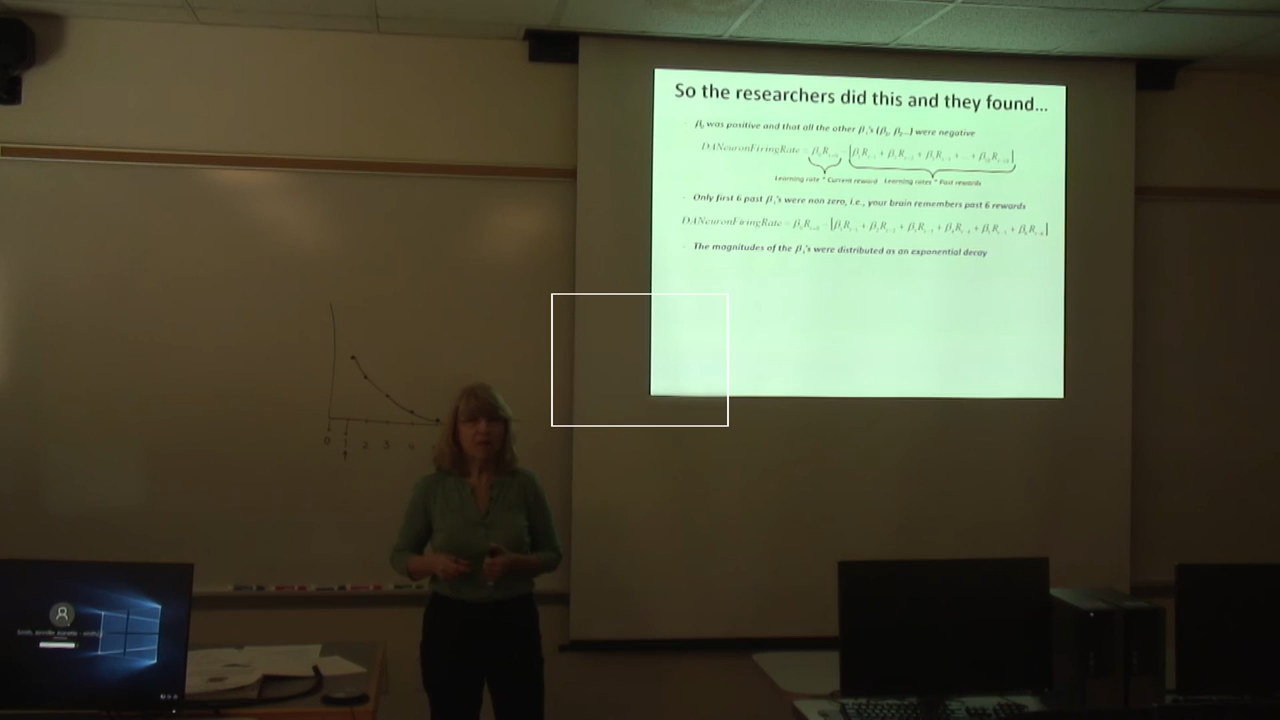 So the researchers did this and they found...
β₀ was positive and that all the other βᵢ's (β₁, β₂,...) were negative
DANeuronFiringRate = β₀Rₜ₌₀ - [β₁Rₜ₋₁ + β₂Rₜ₋₂ + β₃Rₜ₋₃ + ... + β₁₀Rₜ₋₁₀]
Learning rate * Current reward Learning rates * Past rewards
Only first 6 past βᵢ's were non zero, i.e., your brain remembers past 6 rewards
DANeuronFiringRate = β₀Rₜ₌₀ - [β₁Rₜ₋₁ + β₂Rₜ₋₂ + β₃Rₜ₋₃ + β₄Rₜ₋₄ + β₅Rₜ₋₅ + β₆Rₜ₋₆]
The magnitudes of the βᵢ's were distributed as an exponential decay
0 1 2 3 4